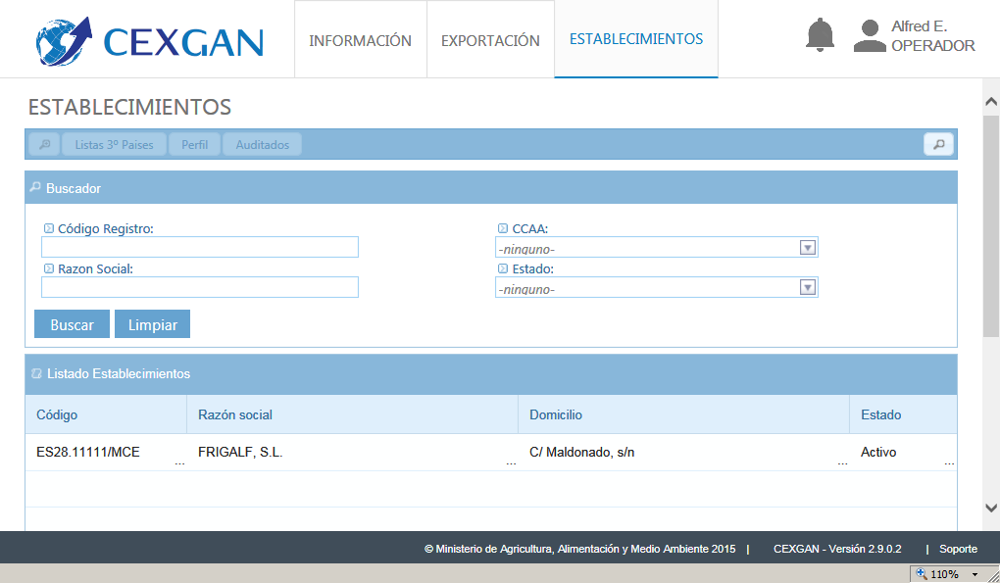 CEXGAN
INFORMACIÓN
EXPORTACIÓN
ESTABLECIMIENTOS
Alfred E.
OPERADOR
ESTABLECIMIENTOS
Listas 3º Paises
Perfil
Auditados
Buscador
Código Registro:
CCAA:
-ninguno-
Razon Social:
Estado:
-ninguno-
Buscar
Limpiar
Listado Establecimientos
Código
Razón social
Domicilio
Estado
ES28.11111/MCE
...
FRIGALF, S.L.
...
C/ Maldonado, s/n
...
Activo
...
© Ministerio de Agricultura, Alimentación y Medio Ambiente 2015 |
CEXGAN - Versión 2.9.0.2
| Soporte
110%